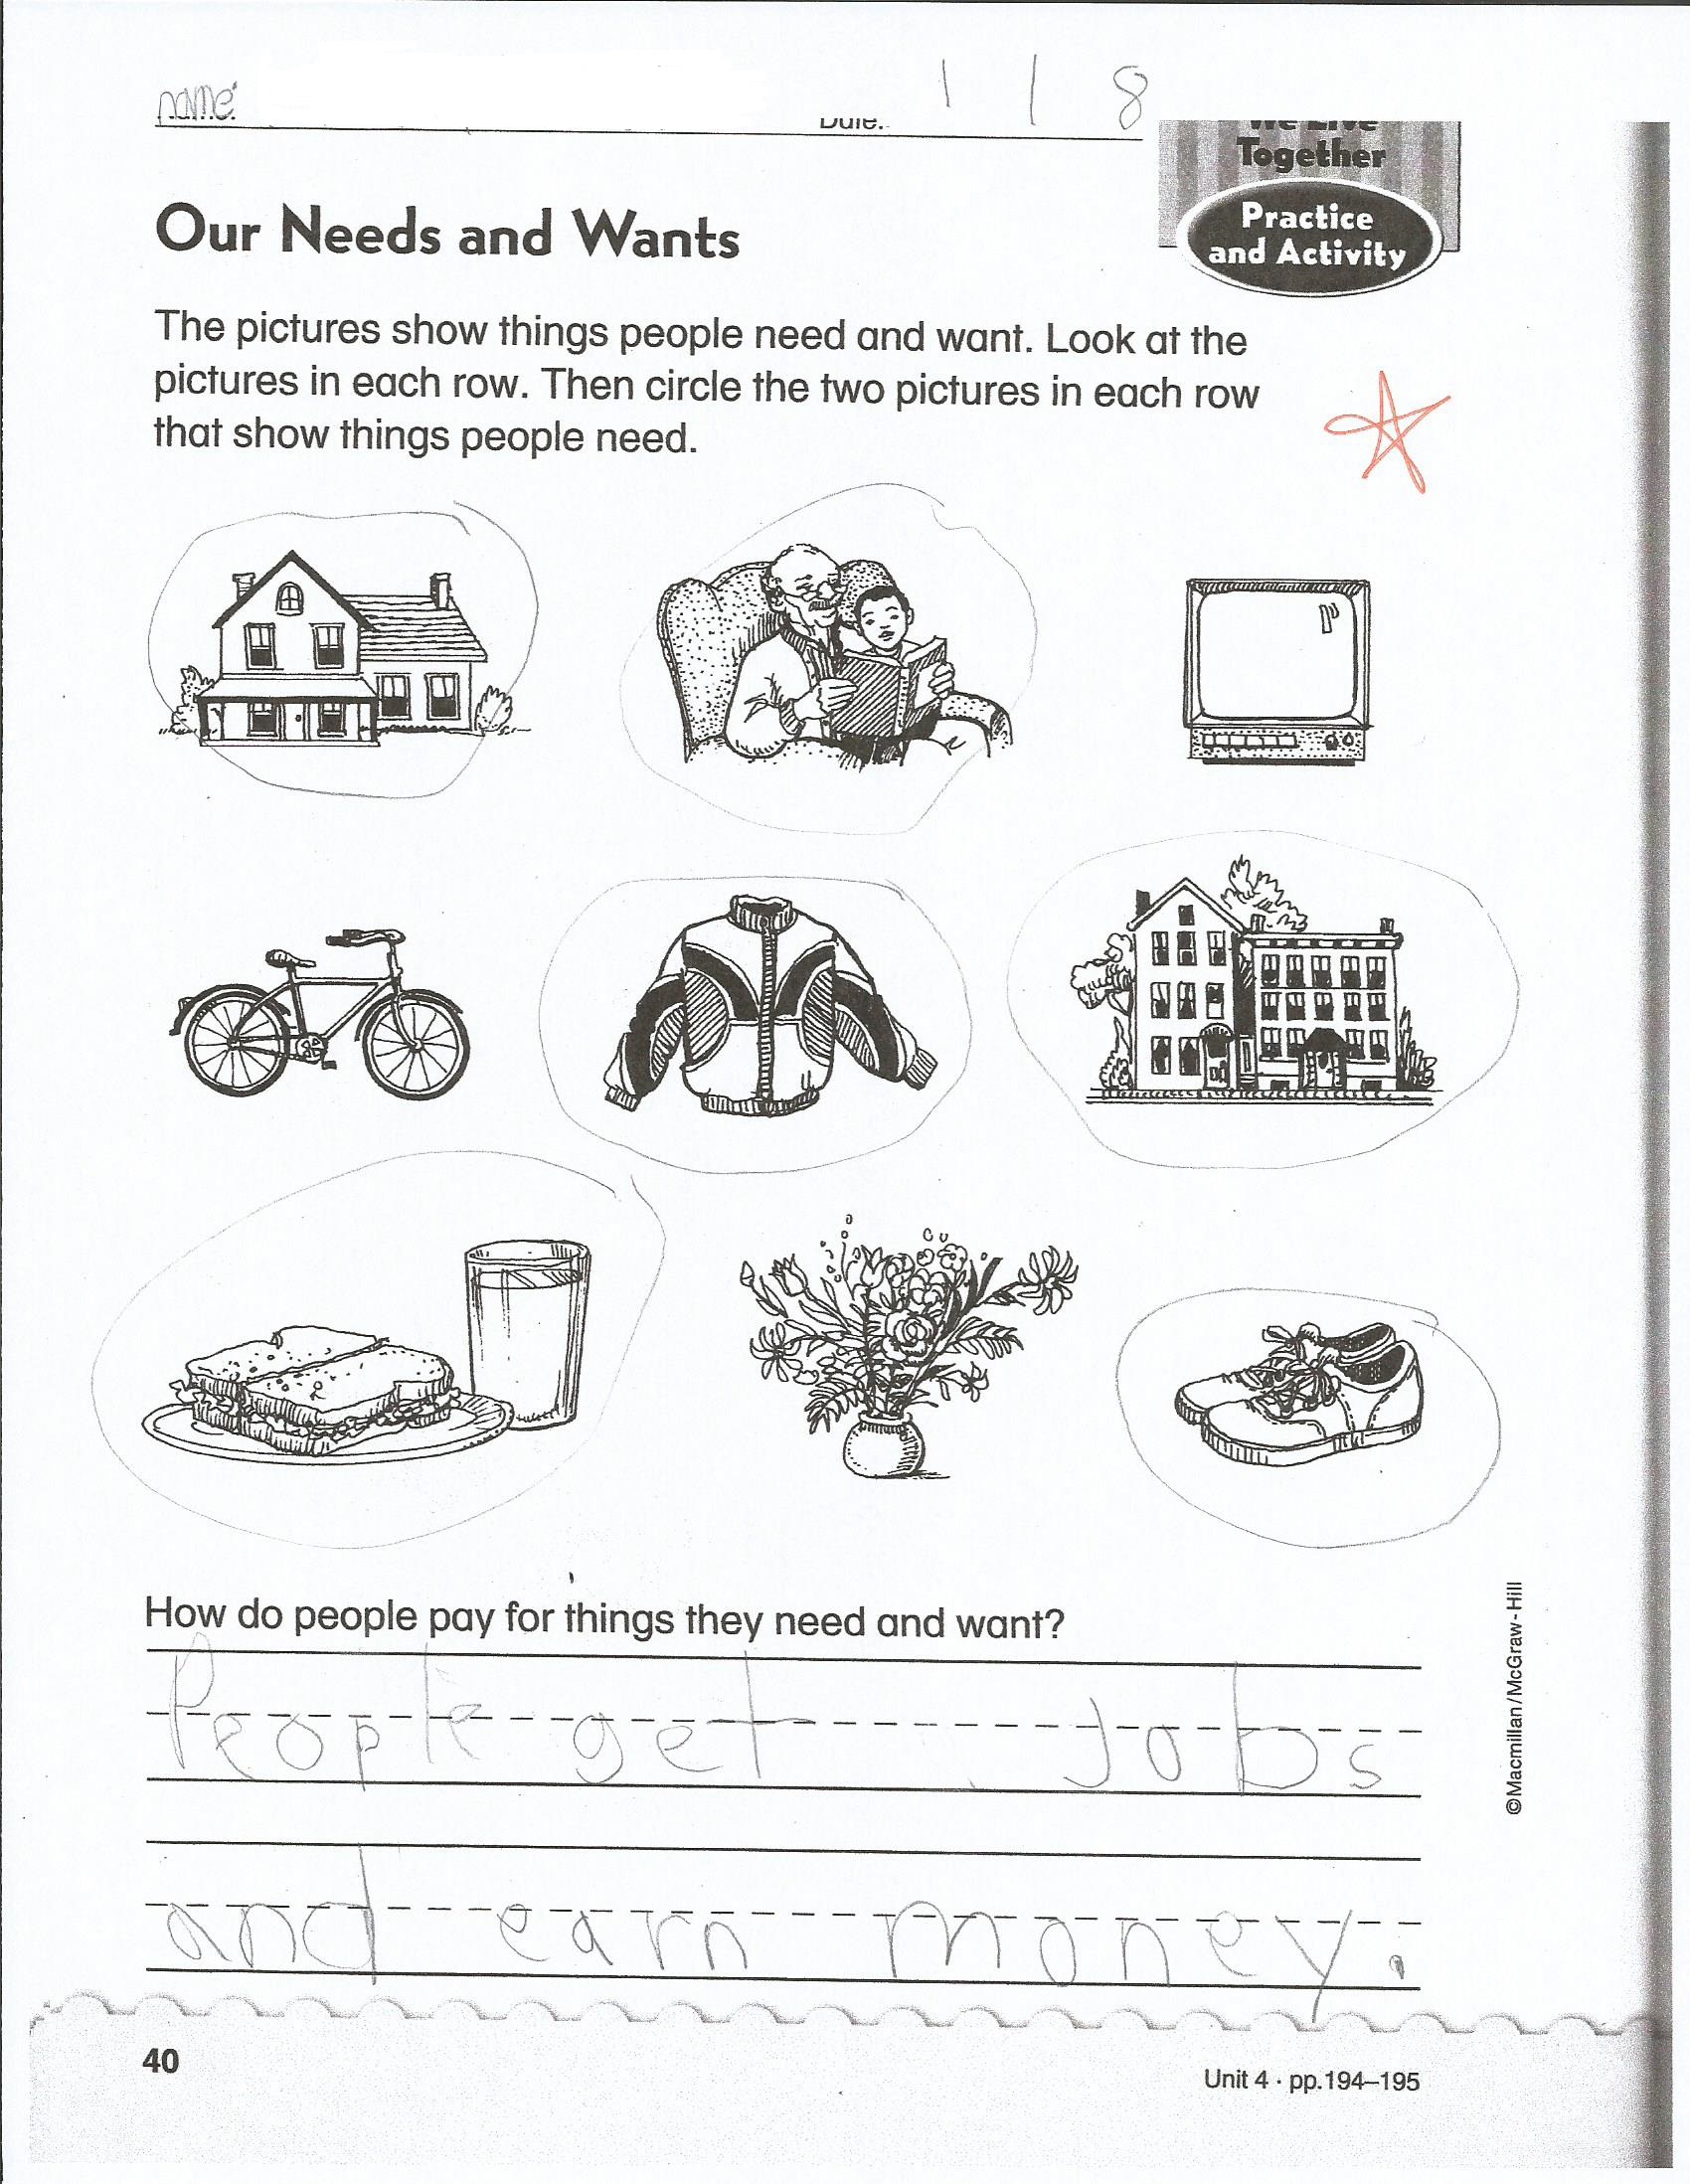 name:
Date: 1 1 8
We Live
Together
Practice
and Activity
Our Needs and Wants
The pictures show things people need and want. Look at the
pictures in each row. Then circle the two pictures in each row
that show things people need.
How do people pay for things they need and want?
People get Jobs
and earn money.
©Macmillan/McGraw-Hill
40
Unit 4 · pp.194–195